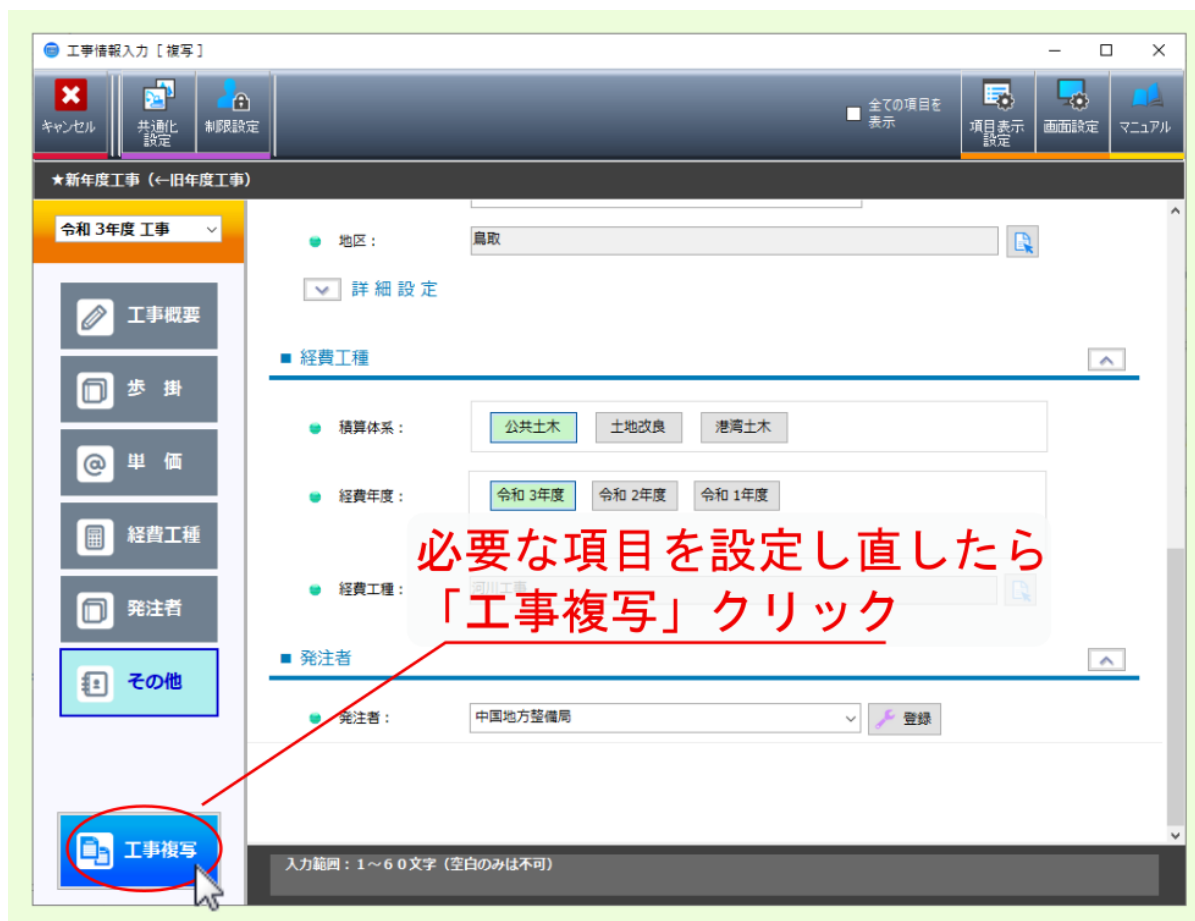 工事情報入力 [ 複写 ]
キャンセル
共通化
設定
制限設定
全ての項目を
表示
項目表示
設定
画面設定
マニュアル
★新年度工事（←旧年度工事）
令和 3年度 工事
工事概要
歩 掛
@ 単 価
経費工種
発注者
その他
工事複写
地区：
鳥取
詳 細 設 定
■ 経費工種
積算体系：
公共土木
土地改良
港湾土木
経費年度：
令和 3年度
令和 2年度
令和 1年度
必要な項目を設定し直したら
「工事複写」クリック
経費工種：
河川工事
■ 発注者
発注者：
中国地方整備局
登録
入力範囲：１～６０文字（空白のみは不可）